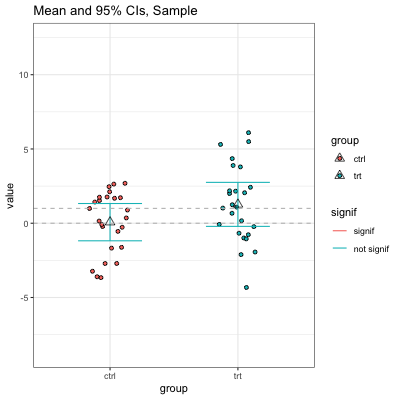 Mean and 95% CIs, Sample
10
5
0
-5
value
ctrl
trt
group
group
ctrl
trt
signif
signif
not signif